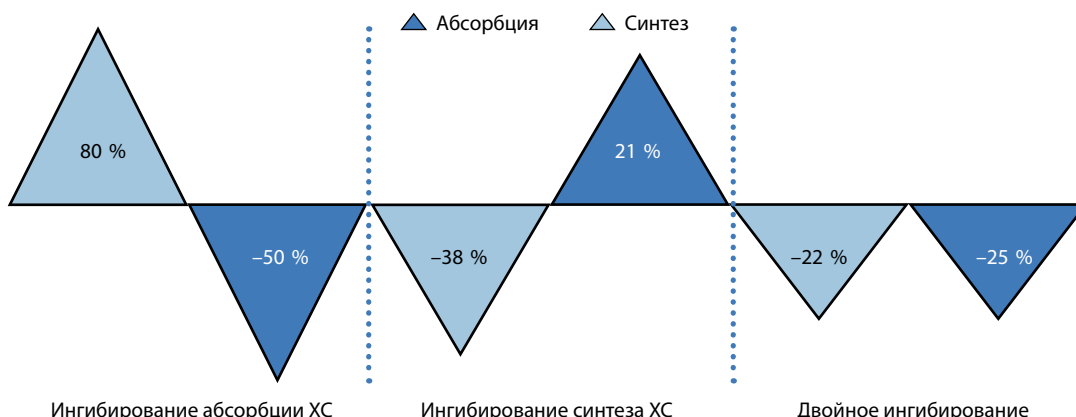 Абсорбция
Синтез
80 %
21 %
–50 %
–38 %
–22 %
–25 %
Ингибирование абсорбции ХС
Ингибирование синтеза ХС
Двойное ингибирование